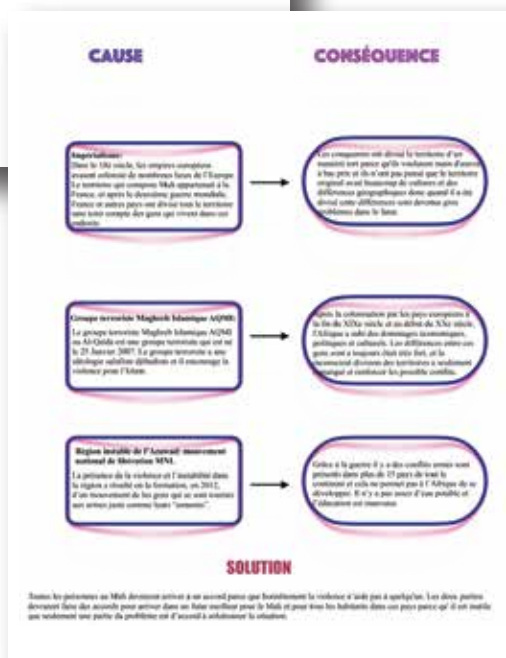 CAUSE
CONSÉQUENCE
Impérialisme:
Dans le siècle, les empires européens
avaient colonisé de nombreux lieux de l'Europe.
Le territoire qui compose Mali appartenait à la
France, et après la deuxième guerre mondiale,
France et autres pays ont divisé tout le territoire
sans tenir compte des gens qui vivent dans ces
endroits.
Ces conquerants ont divisé le territoire d'un
parce qu'ils voulaient main d'œuvre
à bas prix et ils n'ont pas pensé que le territoire
original avait beaucoup de cultures et des
différences géographiques donc quand il a été
divisé cette différences sont devenus gros
problèmes dans le futur.
Groupe terroriste Maghreb Islamique AQMI:
Le groupe terroriste Maghreb Islamique AQMI
ou Al-Qaida est une groupe terroriste qui est né
le 25 Janvier 2007. Le groupe terroriste a une
idéologie salafiste djihadiste et il encourage la
violence pour l'Islam.
Après la colonisation par les pays européens à
la fin du XIXe siècle et au début du XXe siècle,
l'Afrique a subi des dommages économiques,
politiques et culturels. Les différences entre ces
gens sont a toujours était très fort, et la
division des territoires a seulement
et renforcer les possible conflits.
Région instable de l'Azawad/ mouvement
national de libération MNL
La présence de la violence et l'instabilité dans
la région a résulté en la formation, en 2012,
d'un mouvement de les gens qui se sont tournés
aux armes juste comme leurs "ennemis".
Grâce à la guerre il y a des conflits armés sont
présents dans plus de 15 pays de tout le
continent et cela ne permet pas à l'Afrique de se
développer. Il n'y a pas assez d'eau potable et
l'éducation est mauvaise.
SOLUTION
Toutes les personnes au Mali devraient arriver a un accord parce que la violence n'aide pas à quelqu'un. Les deux parties
devraient faire des accords pour arriver dans un futur meilleur pour le Mali et pour tous les habitants dans ces pays parce qu'il est inutile
que seulement une partie du problème est d'accord à solutionner la situation.